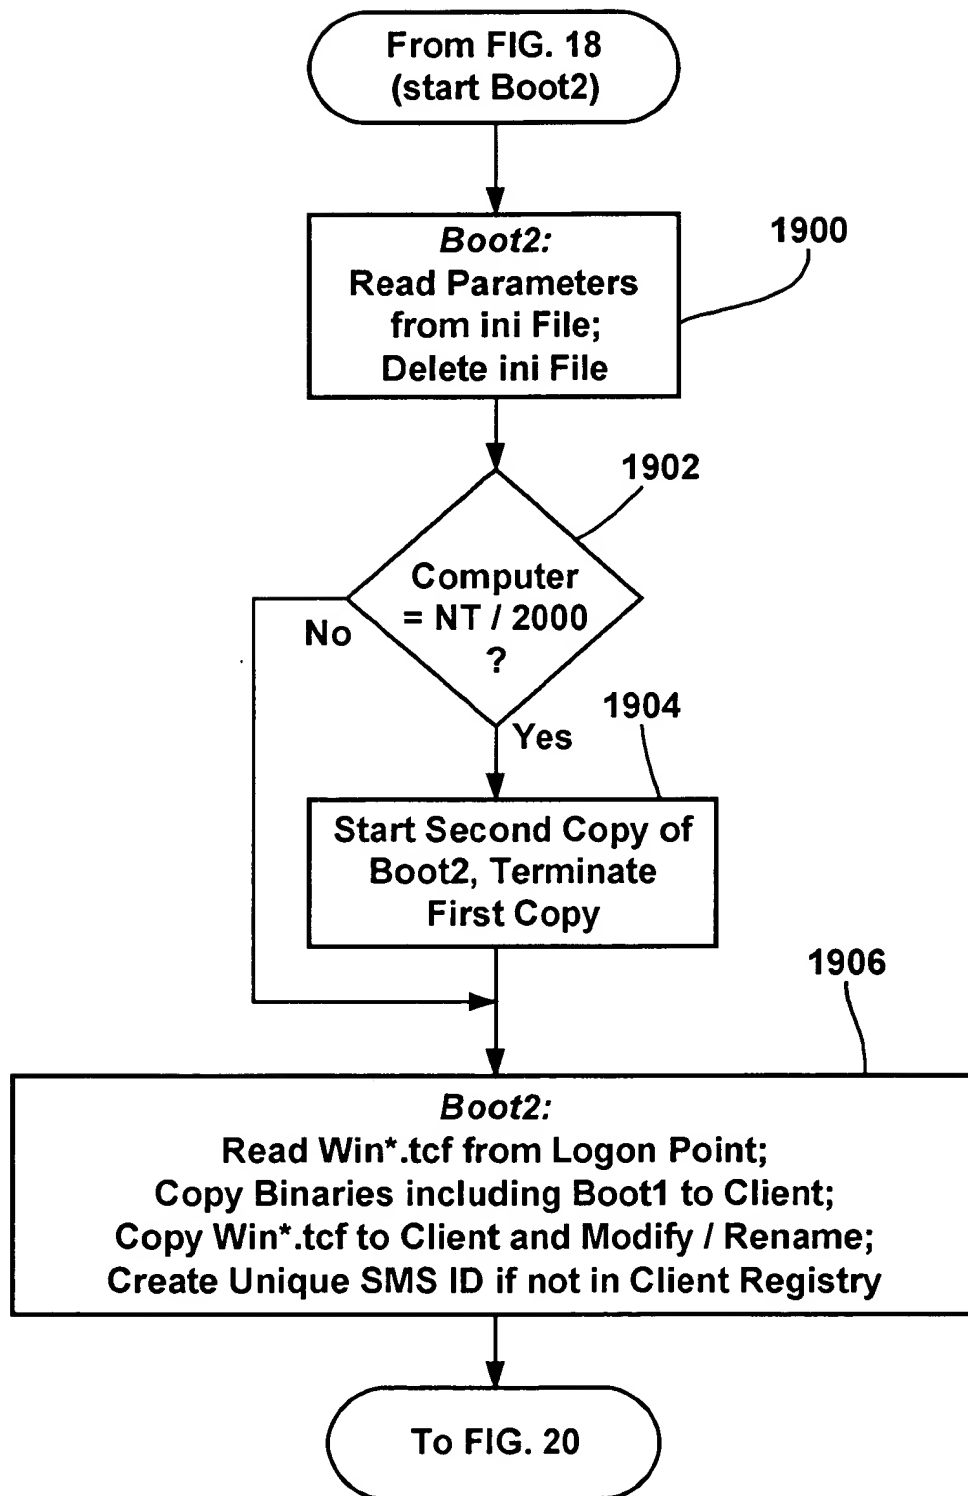 From FIG. 18
(start Boot2)
1900
Boot2:
Read Parameters
from ini File;
Delete ini File
1902
Computer
= NT / 2000
?
No
Yes
1904
Start Second Copy of
Boot2, Terminate
First Copy
1906
Boot2:
Read Win*.tcf from Logon Point;
Copy Binaries including Boot1 to Client;
Copy Win*.tcf to Client and Modify / Rename;
Create Unique SMS ID if not in Client Registry
To FIG. 20